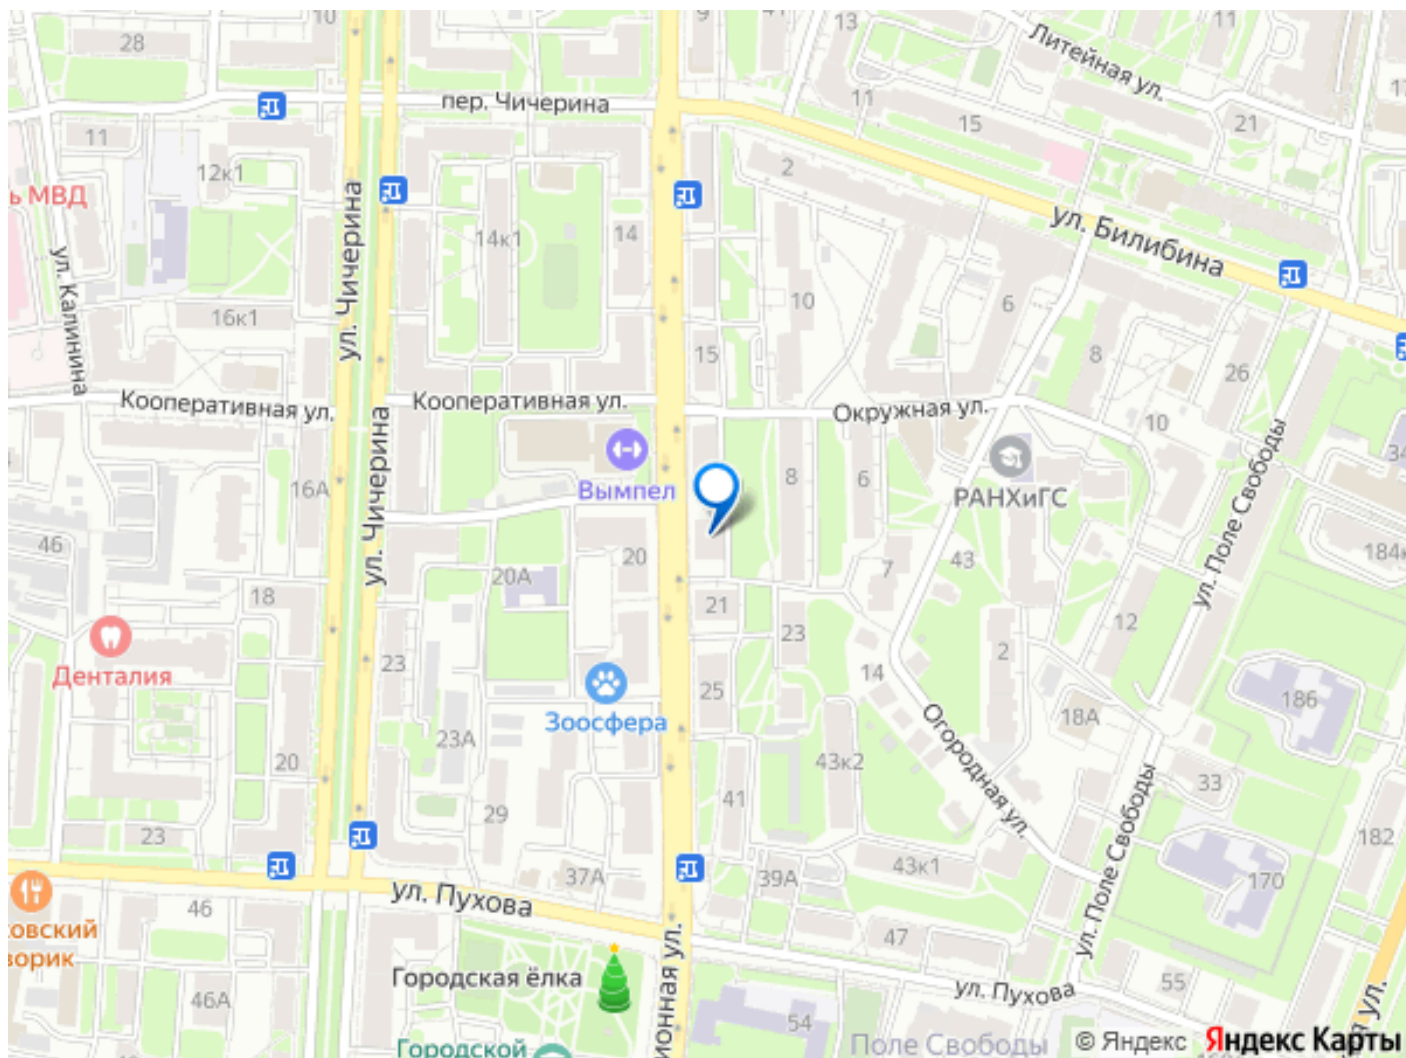 10
9
28
13
11
Литейная ул.
пер. Чичерина
11
15
21
11
12к1
2
ь МВД
ул. Чичерина
14к1
14
ул. Билибина
ул. Калинина
16к1
10
6
15
8
26
Кооперативная ул.
Кооперативная ул.
Окружная ул.
10
ул. Чичерина
Вымпел
16А
8
6
РАНХиГС
ул. Поле Свободы
46
20
20А
7
43
184к
18
21
23
12
2
Денталия
23
25
14
186
Зоосфера
18А
23А
Огородная ул.
20
43к2
33
29
41
ул. Поле Свободы
23
182
37А
39А
43к1
170
ул. Пухова
46
овский
ворик
47
Городская ёлка
ионная ул.
46А
ул. Пухова
55
54
Поле Свободы
Городской
© Яндекс
Яндекс Карты